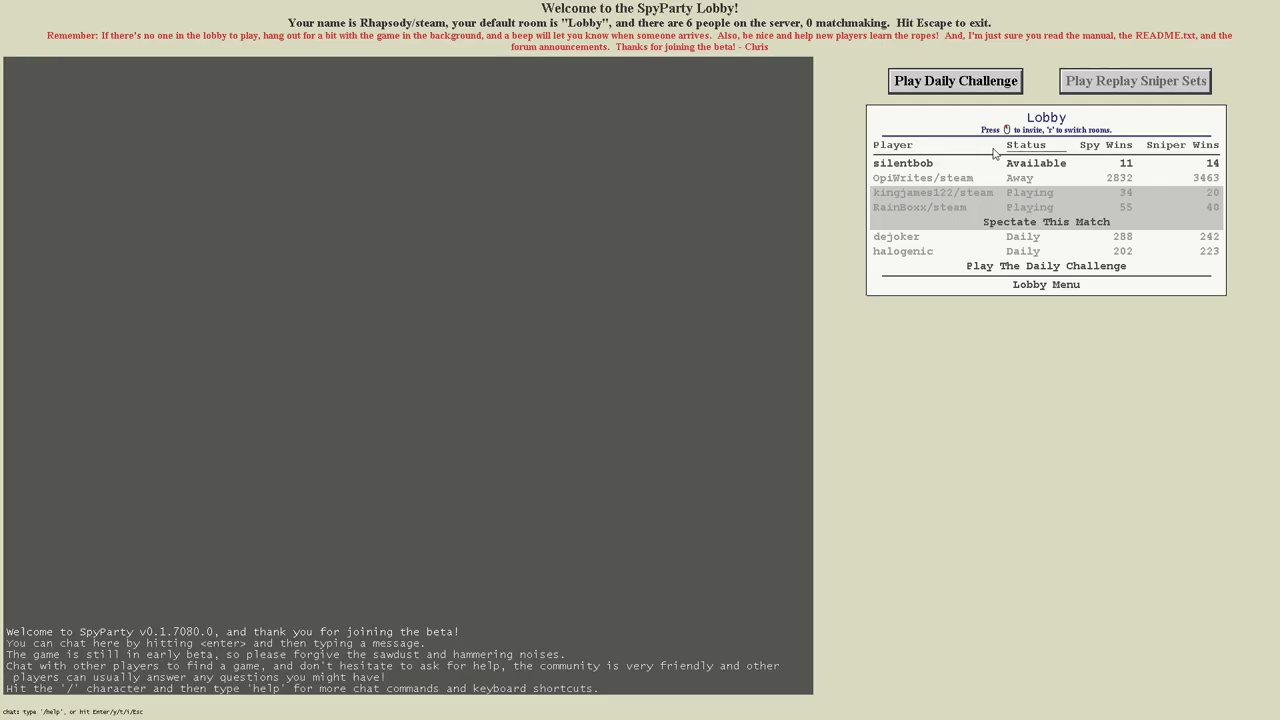 Welcome to the SpyParty Lobby!
Your name is Rhapsody/steam, your default room is "Lobby", and there are 6 people on the server, 0 matchmaking.  Hit Escape to exit.
Remember: If there's no one in the lobby to play, hang out for a bit with the game in the background, and a beep will let you know when someone arrives.  Also, be nice and help new players learn the ropes!  And, I'm just sure you read the manual, the README.txt, and the
forum announcements.  Thanks for joining the beta! - Chris
Play Daily Challenge
Play Replay Sniper Sets
Lobby
Press to invite, 'r' to switch rooms.
Player Status Spy Wins Sniper Wins
silentbob Available 11 14
OpiWrites/steam Away 2832 3463
kingjames122/steam Playing 34 20
RainBoxx/steam Playing 55 40
Spectate This Match
dejoker Daily 288 242
halogenic Daily 202 223
Play The Daily Challenge
Lobby Menu
Welcome to SpyParty v0.1.7080.0, and thank you for joining the beta!
You can chat here by hitting <enter> and then typing a message.
The game is still in early beta, so please forgive the sawdust and hammering noises.
Chat with other players to find a game, and don't hesitate to ask for help, the community is very friendly and other
players can usually answer any questions you might have!
Hit the '/' character and then type 'help' for more chat commands and keyboard shortcuts.
chat: type '/help', or hit Enter/y/t/i/Esc